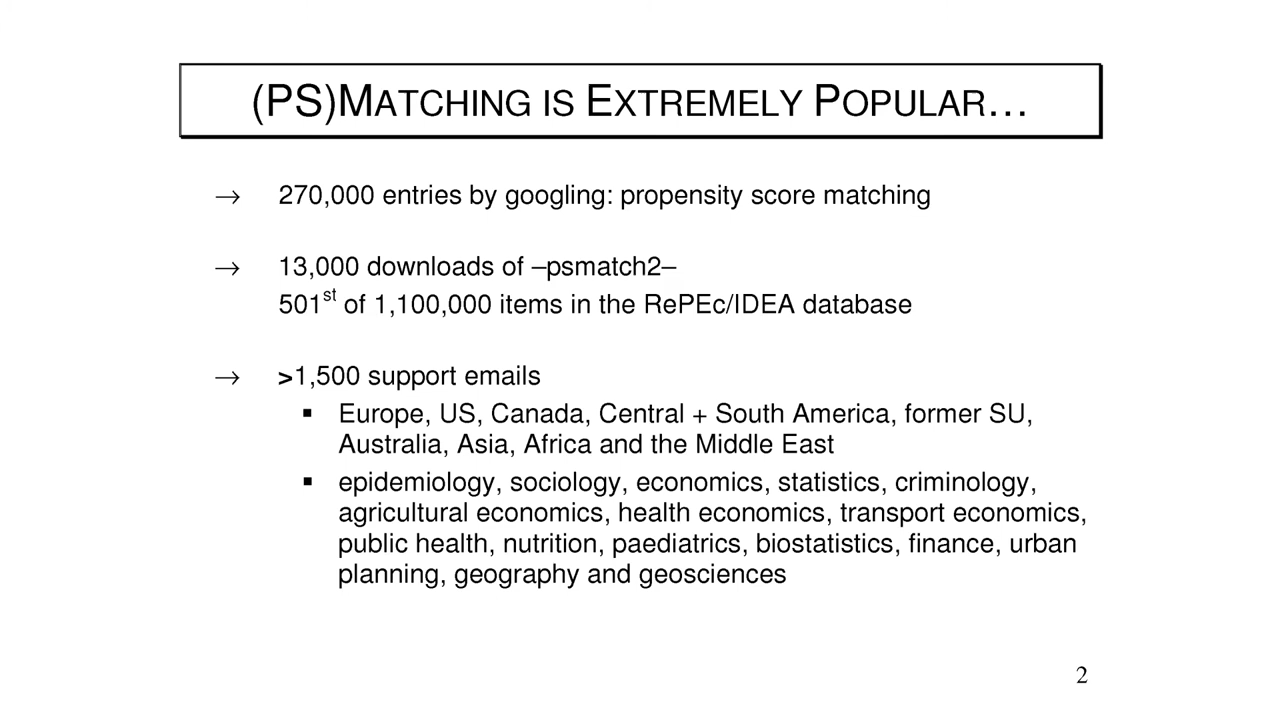 (PS)MATCHING IS EXTREMELY POPULAR…
→ 270,000 entries by googling: propensity score matching
→ 13,000 downloads of –psmatch2–
501st of 1,100,000 items in the RePEc/IDEA database
→ >1,500 support emails
▪ Europe, US, Canada, Central + South America, former SU,
Australia, Asia, Africa and the Middle East
▪ epidemiology, sociology, economics, statistics, criminology,
agricultural economics, health economics, transport economics,
public health, nutrition, paediatrics, biostatistics, finance, urban
planning, geography and geosciences
2